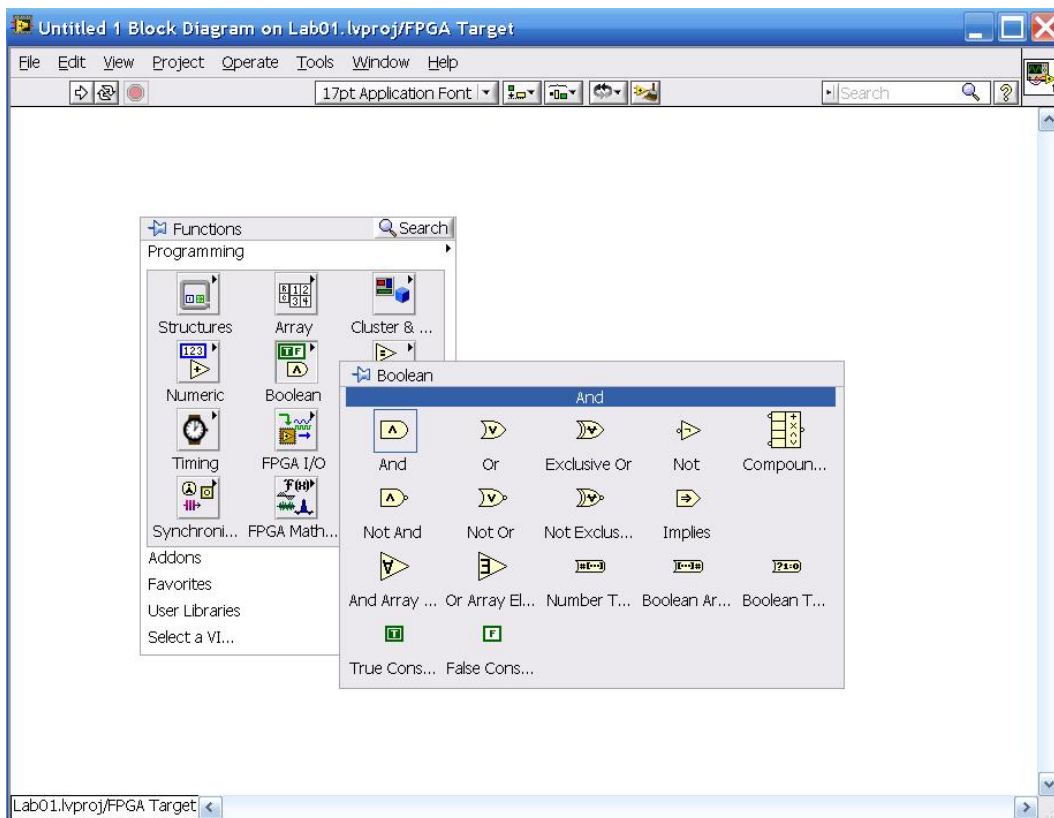 Untitled 1 Block Diagram on Lab01.lvproj/FPGA Target
File Edit View Project Operate Tools Window Help
17pt Application Font Search
Functions Search
Programming
Structures Array Cluster & ...
Numeric Boolean
Timing FPGA I/O
Synchroni... FPGA Math...
Addons
Favorites
User Libraries
Select a VI...
Boolean
And
And Or Exclusive Or Not Compoun...
Not And Not Or Not Exclus... Implies
And Array ... Or Array El... Number T... Boolean Ar... Boolean T...
True Cons... False Cons...
Lab01.lvproj/FPGA Target